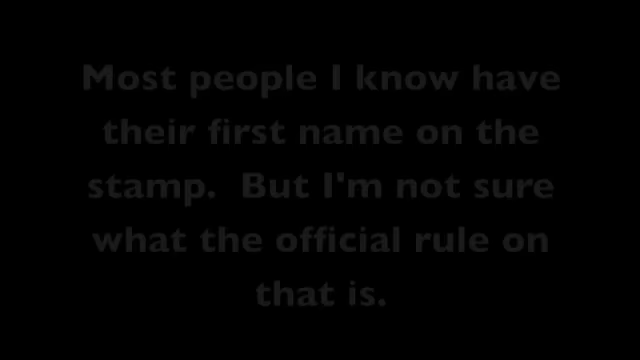 Most people I know have
their first name on the
stamp.  But I'm not sure
what the official rule on
that is.